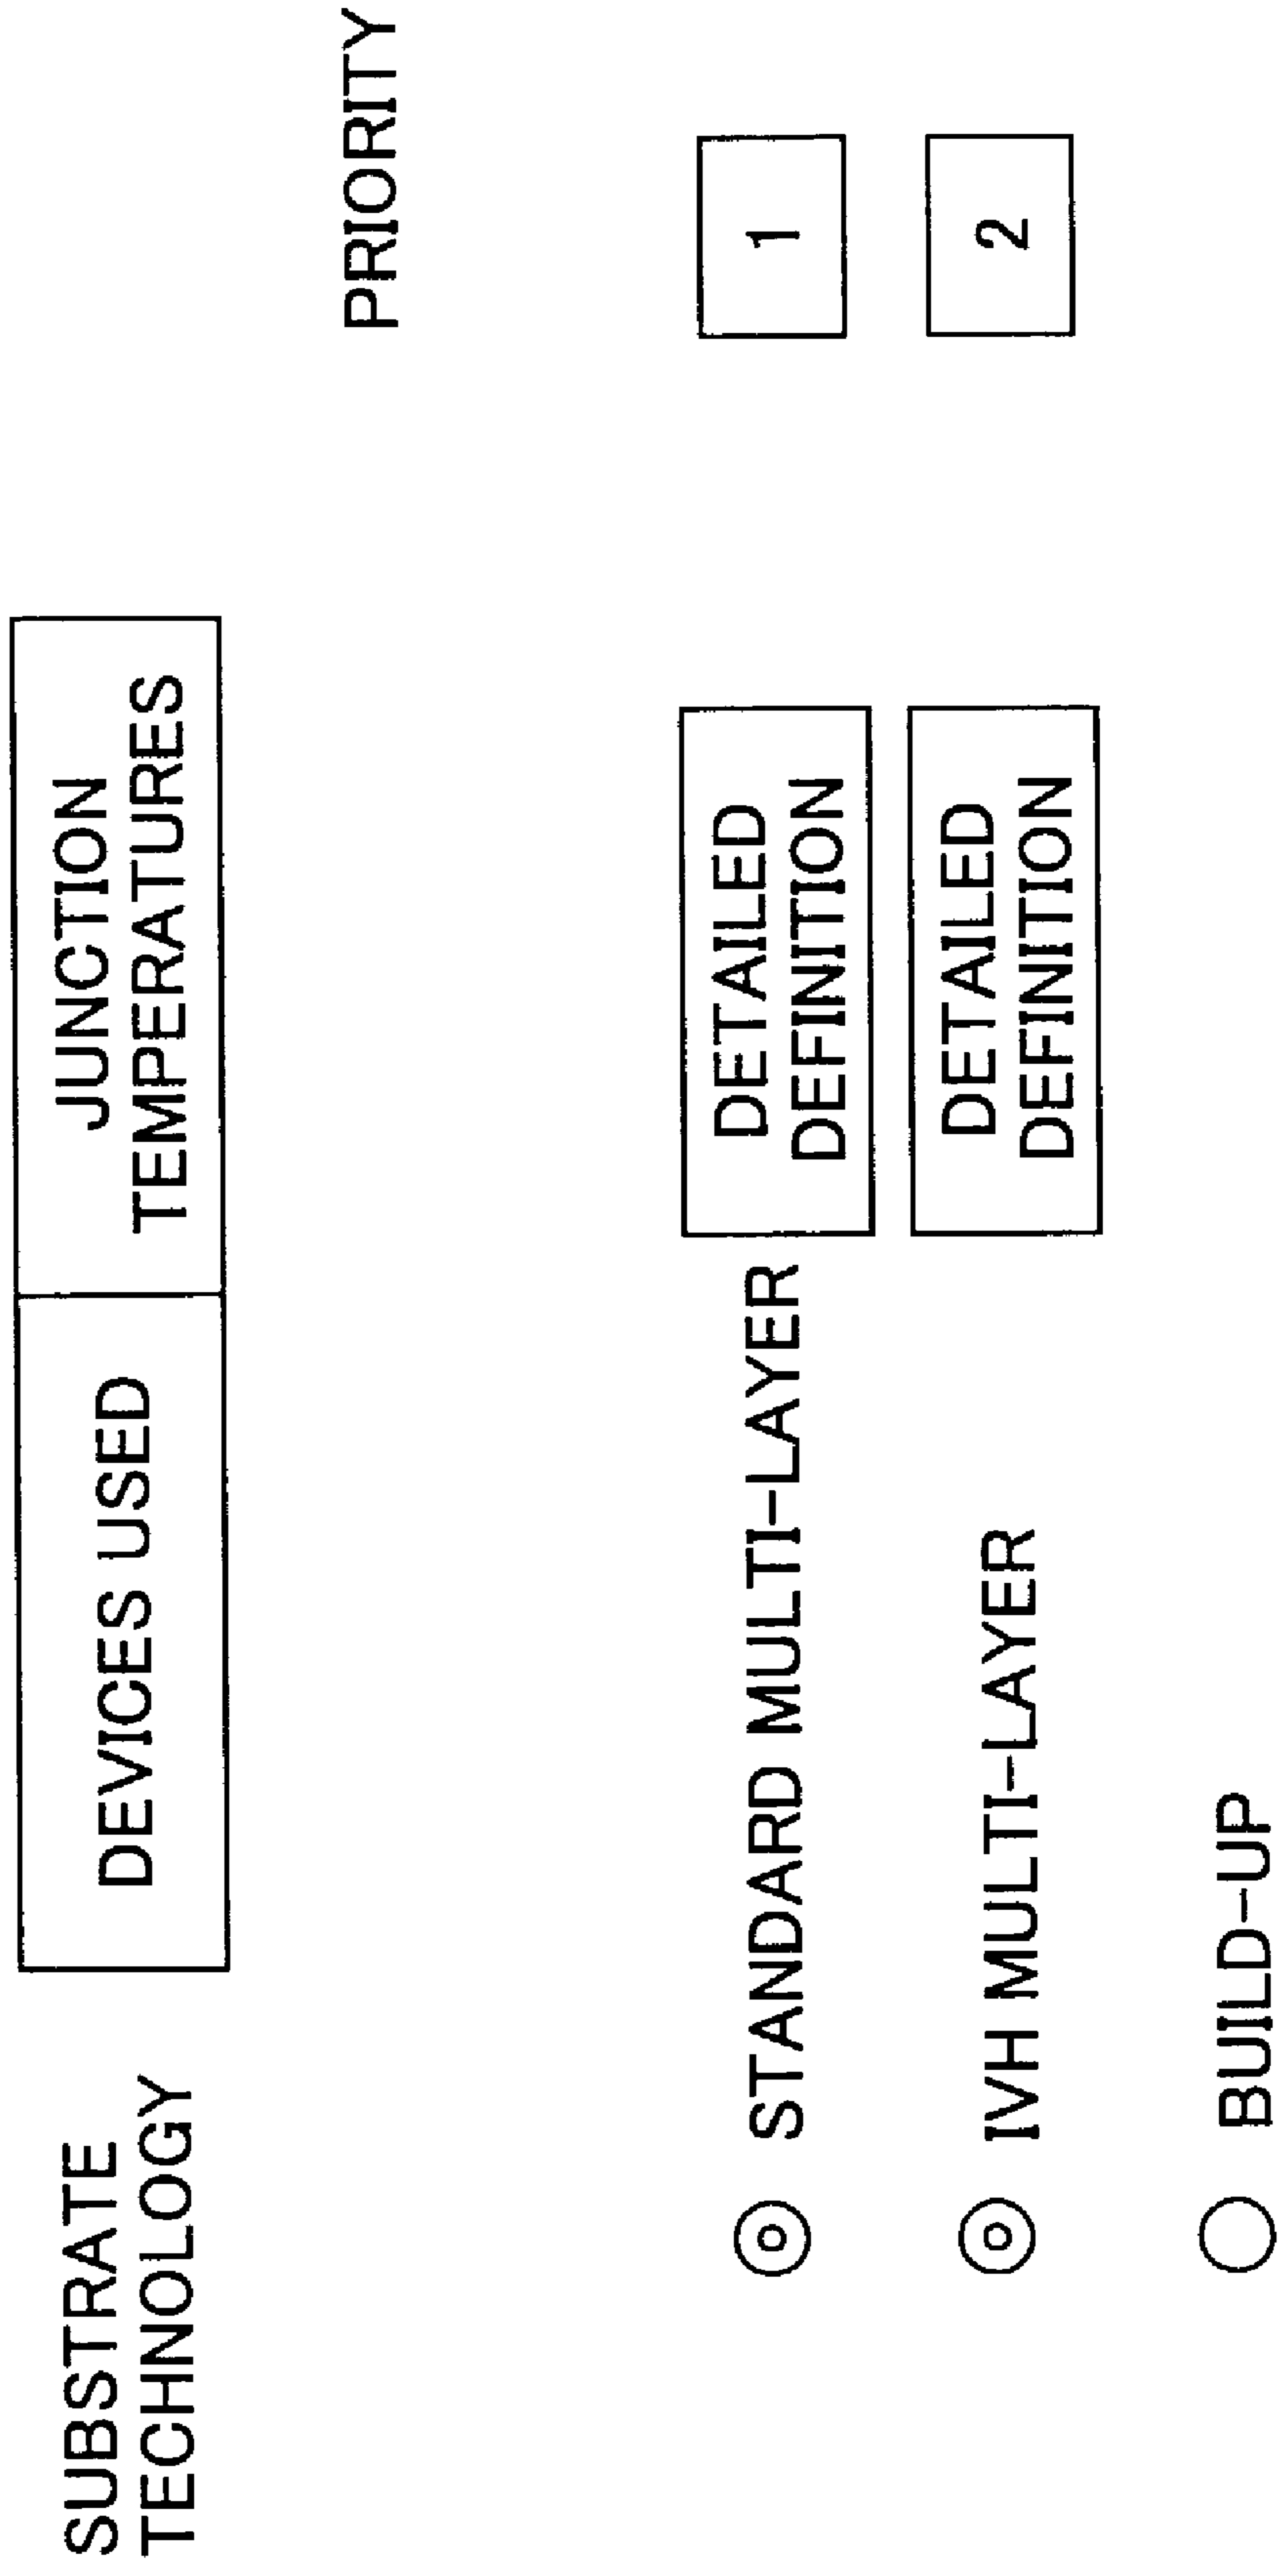 SUBSTRATE
TECHNOLOGY
DEVICES USED
JUNCTION
TEMPERATURES
PRIORITY
STANDARD MULTI-LAYER
DETAILED
DEFINITION
1
IVH MULTI-LAYER
DETAILED
DEFINITION
2
BUILD-UP